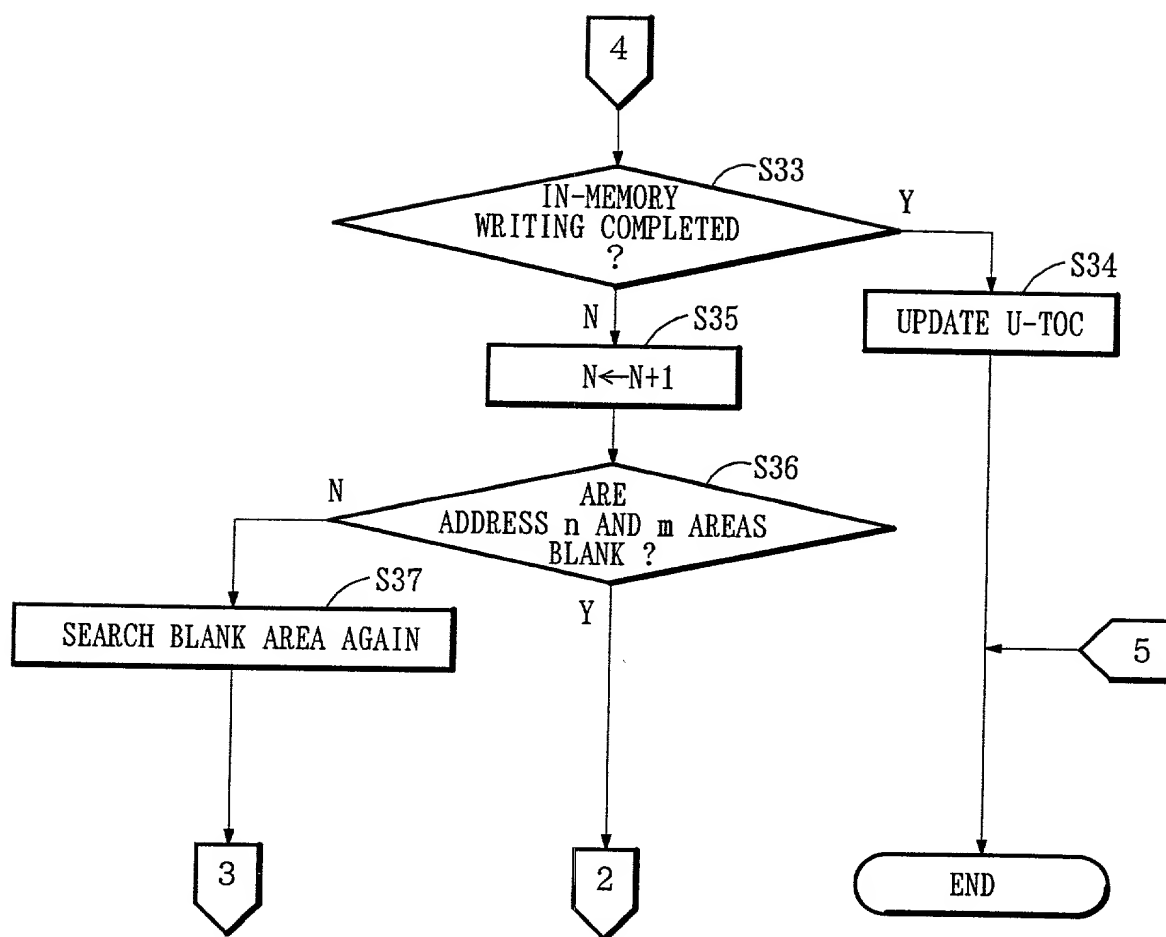 4
S33
IN-MEMORY
WRITING COMPLETED
?
Y
S34
UPDATE U-TOC
N
S35
N←N+1
S36
N
ARE
ADDRESS n AND m AREAS
BLANK ?
S37
Y
SEARCH BLANK AREA AGAIN
5
3
2
END